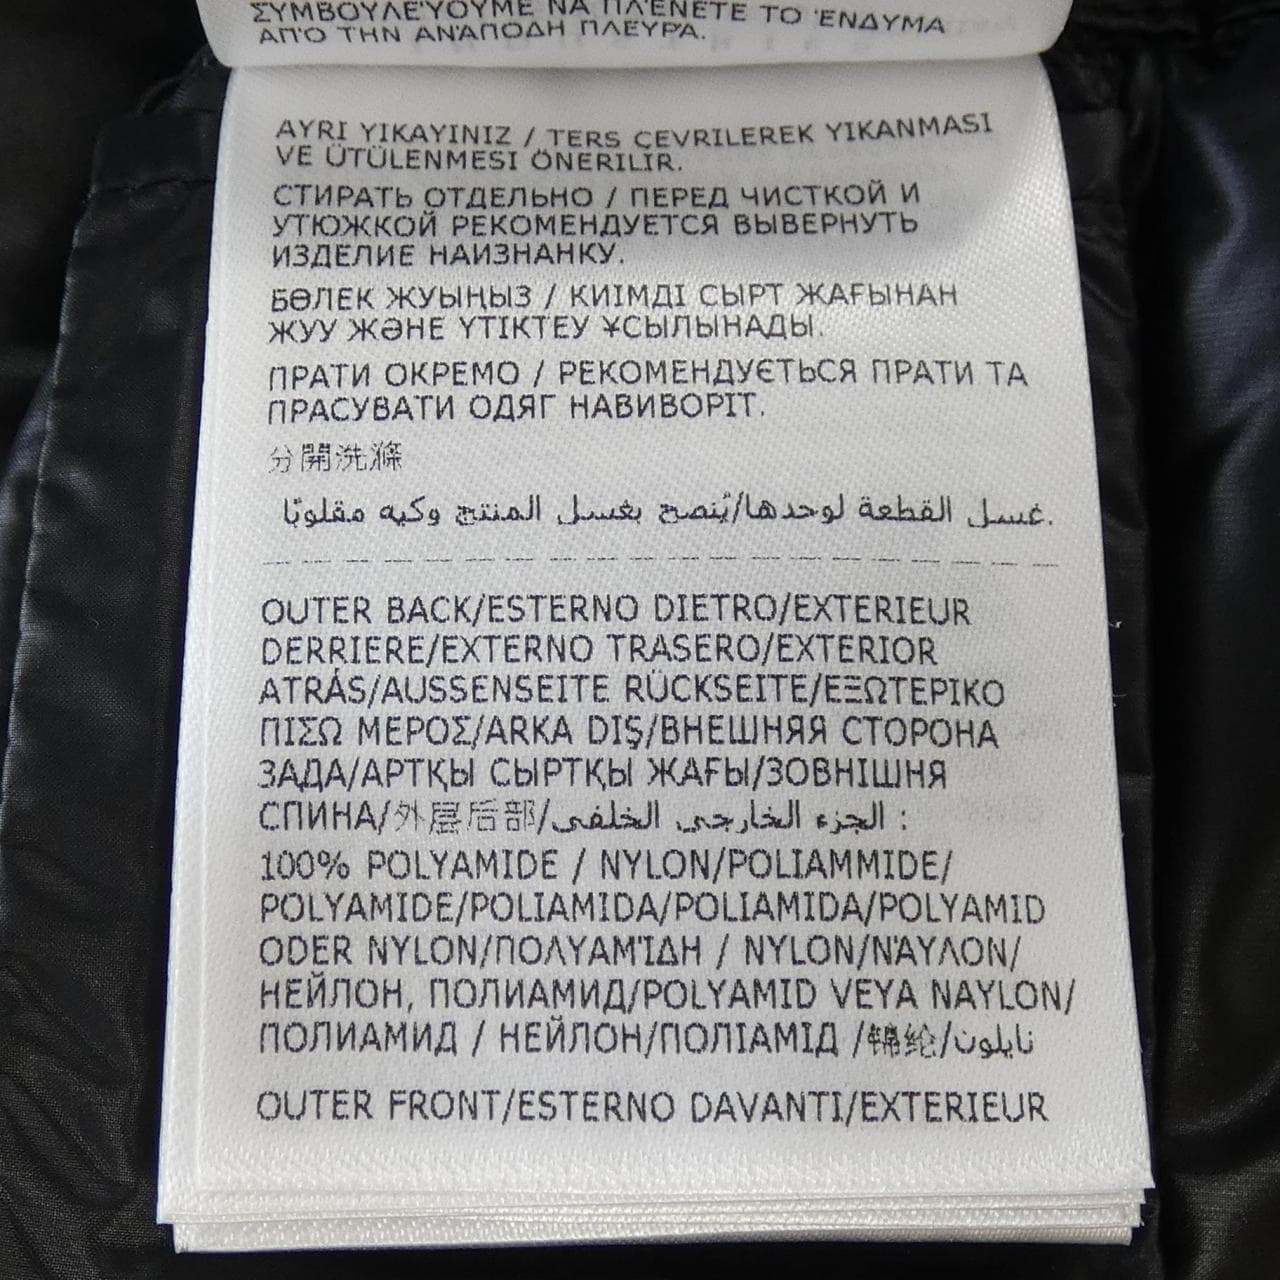 ΣΥΜΒΟΥΛΕΎΟΥΜΕ ΝΑ ΠΛΈΝΕΤΕ ΤΟ ΈΝΔΥΜΑ
ΑΠΌ ΤΗΝ ΑΝΆΠΟΔΗ ΠΛΕΥΡΆ.
AYRI YIKAYINIZ / TERS ÇEVRILEREK YIKANMASI
VE ÜTÜLENMESI ÖNERILIR.
СТИРАТЬ ОТДЕЛЬНО / ПЕРЕД ЧИСТКОЙ И
УТЮЖКОЙ РЕКОМЕНДУЕТСЯ ВЫВЕРНУТЬ
ИЗДЕЛИЕ НАИЗНАНКУ.
БӨЛЕК ЖУЫҢЫЗ / КИІМДІ СЫРТ ЖАҒЫНАН
ЖУУ ЖӘНЕ ҮТІКТЕУ ҰСЫЛЫНАДЫ.
ПРАТИ ОКРЕМО / РЕКОМЕНДУЄТЬСЯ ПРАТИ ТА
ПРАСУВАТИ ОДЯГ НАВИВОРІТ.
分開洗滌
غسل القطعة لوحدها/يُنصح بغسل المنتج وكيه مقلوبًا.
OUTER BACK/ESTERNO DIETRO/EXTERIEUR
DERRIERE/EXTERNO TRASERO/EXTERIOR
ATRÁS/AUSSENSEITE RÜCKSEITE/ΕΞΩΤΕΡΙΚΟ
ΠΙΣΩ ΜΕΡΟΣ/ARKA DIŞ/ВНЕШНЯЯ СТОРОНА
ЗАДА/АРТҚЫ СЫРТҚЫ ЖАҒЫ/ЗОВНІШНЯ
СПИНА/外层后部/الجزء الخارجي الخلفي :
100% POLYAMIDE / NYLON/POLIAMMIDE/
POLYAMIDE/POLIAMIDA/POLIAMIDA/POLYAMID
ODER NYLON/ΠΟΛΥΑΜΊΔΗ / NYLON/ΝΆΥΛΟΝ/
НЕЙЛОН, ПОЛИАМИД/POLYAMID VEYA NAYLON/
ПОЛИАМИД / НЕЙЛОН/ПОЛІАМІД /锦纶/نايلون
OUTER FRONT/ESTERNO DAVANTI/EXTERIEUR